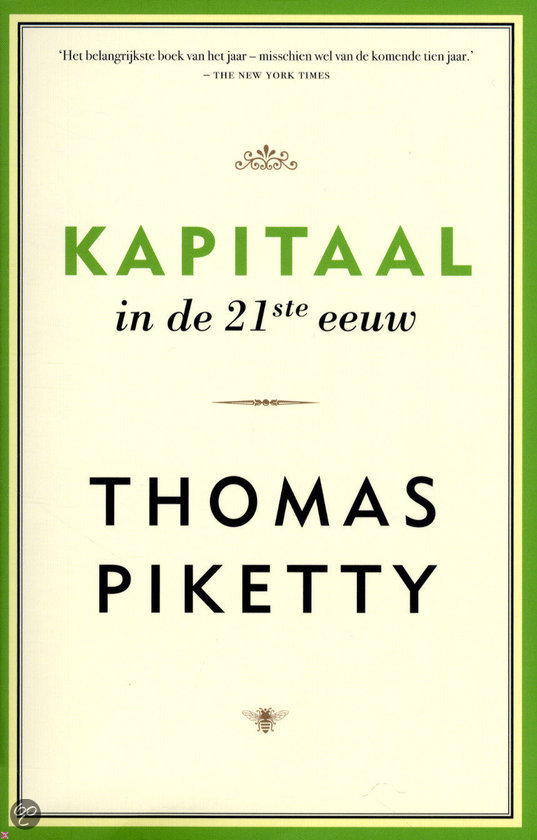 ‘Het belangrijkste boek van het jaar – misschien wel van de komende tien jaar.’
– THE NEW YORK TIMES
KAPITAAL
in de 21ste eeuw
THOMAS
PIKETTY